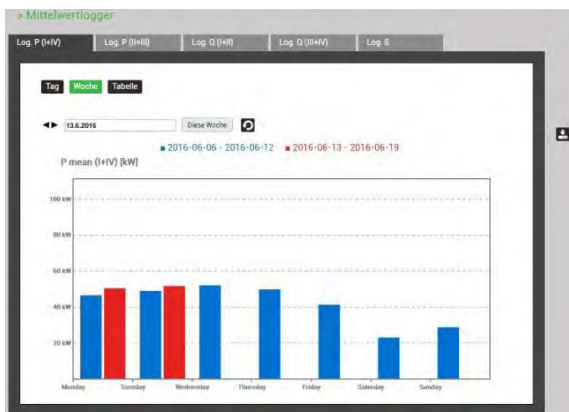 > Mittelwertlogger
Log. P (I+IV) Log. P (II+III) Log. Q (I+II) Log. Q (III+IV) Log. S
Tag Woche Tabelle
13.6.2016 Diese Woche
2016-06-06 - 2016-06-12 2016-06-13 - 2016-06-19
P mean (I+IV) [kW]
100 kW
80 kW
60 kW
40 kW
20 kW
Monday Tuesday Wednesday Thursday Friday Saturday Sunday